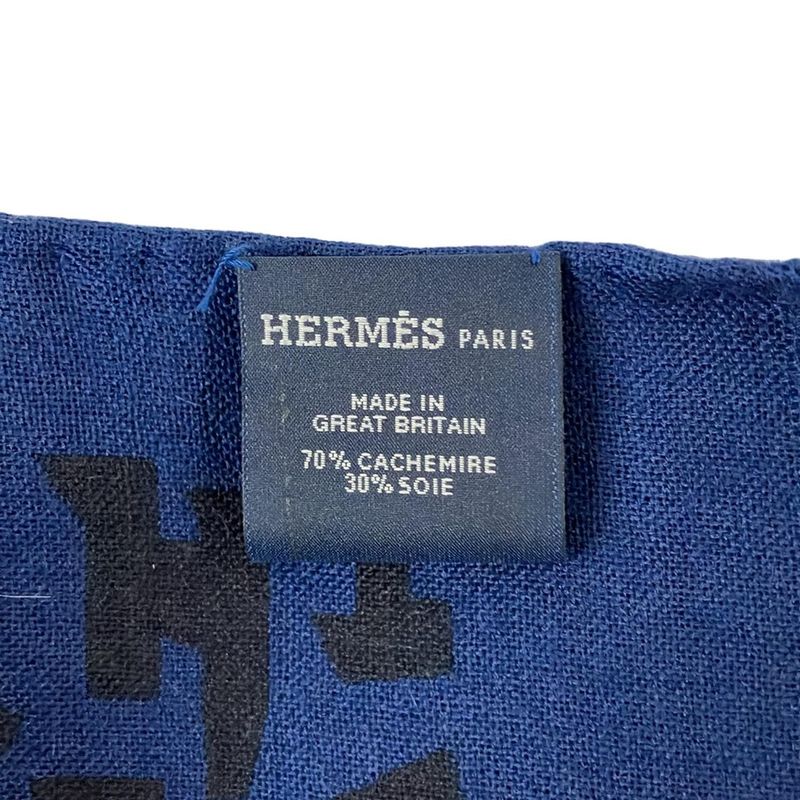 HERMÈS PARIS
MADE IN
GREAT BRITAIN
70% CACHEMIRE
30% SOIE